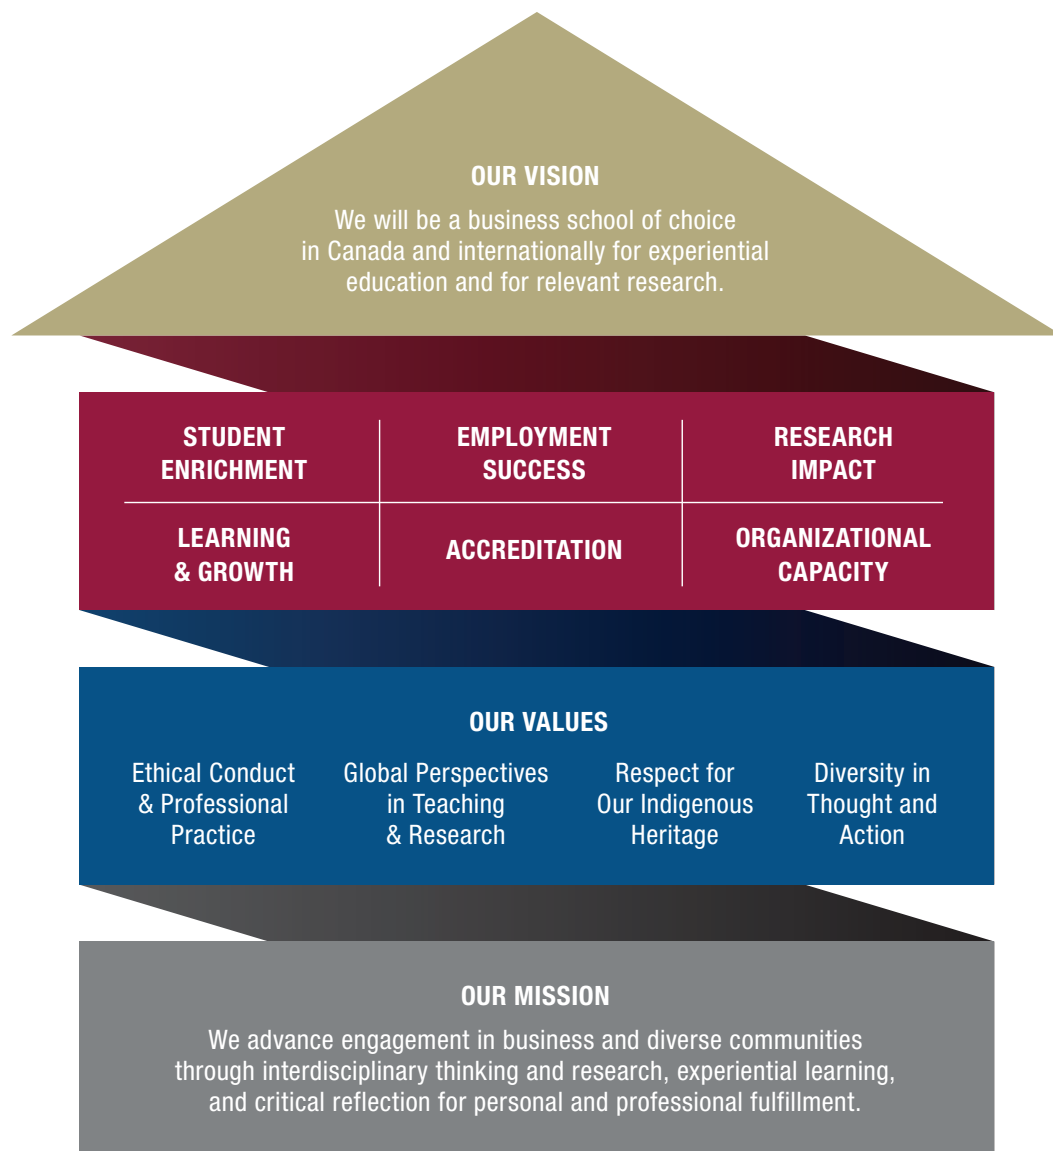 OUR VISION
We will be a business school of choice
in Canada and internationally for experiential
education and for relevant research.
STUDENT
ENRICHMENT
EMPLOYMENT
SUCCESS
RESEARCH
IMPACT
LEARNING
& GROWTH
ACCREDITATION
ORGANIZATIONAL
CAPACITY
OUR VALUES
Ethical Conduct
& Professional
Practice
Global Perspectives
in Teaching
& Research
Respect for
Our Indigenous
Heritage
Diversity in
Thought and
Action
OUR MISSION
We advance engagement in business and diverse communities
through interdisciplinary thinking and research, experiential learning,
and critical reflection for personal and professional fulfillment.